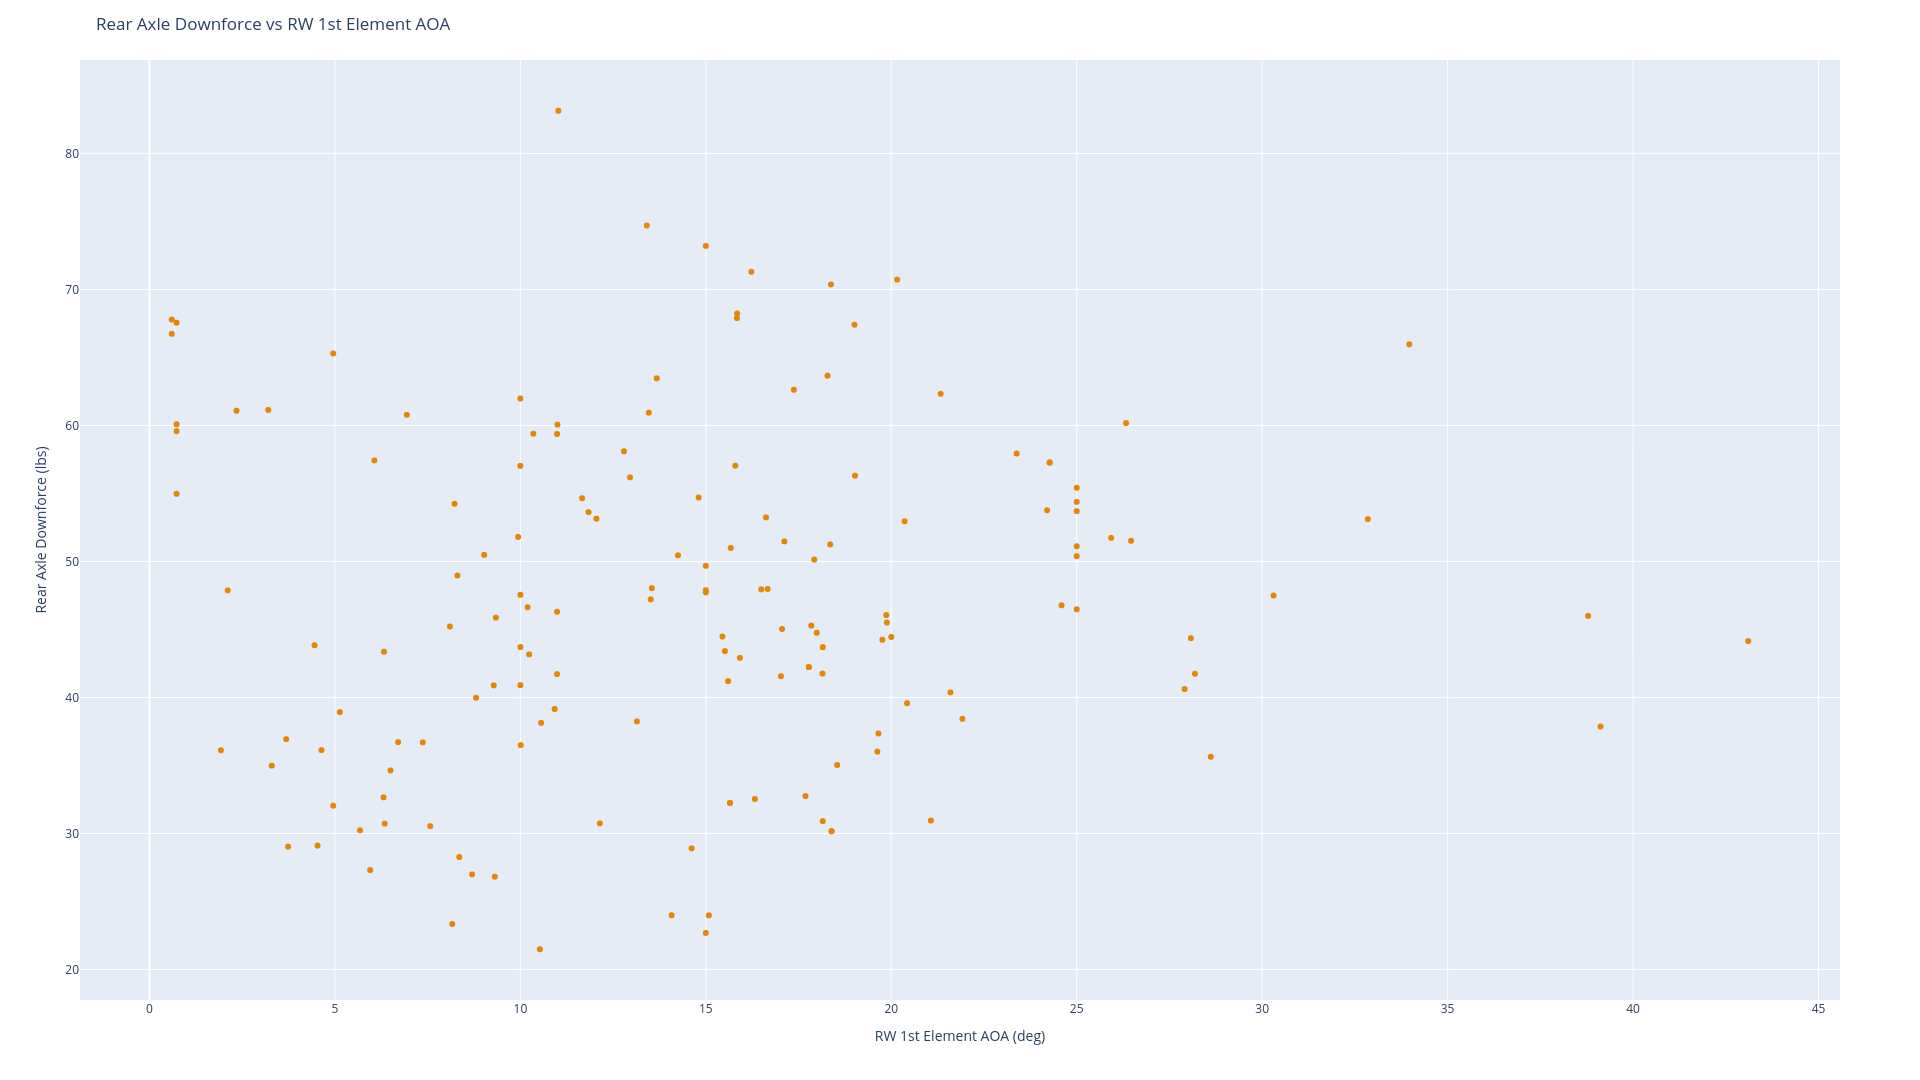 Rear Axle Downforce vs RW 1st Element AOA
Rear Axle Downforce (lbs)
80
70
60
50
40
30
20
0 5 10 15 20 25 30 35 40 45
RW 1st Element AOA (deg)